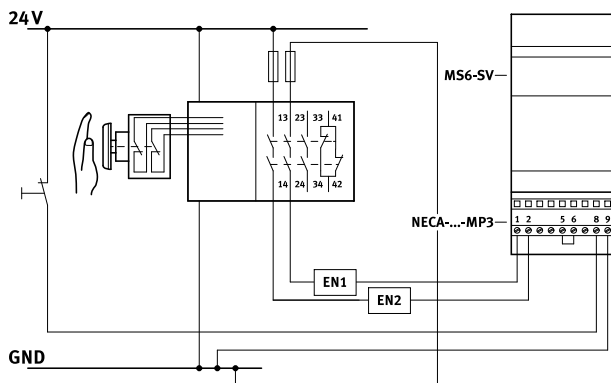 24 V
MS6-SV
13 23 33 41
14 24 34 42
NECA-...-MP3
1 2 5 6 8 9
EN1
EN2
GND